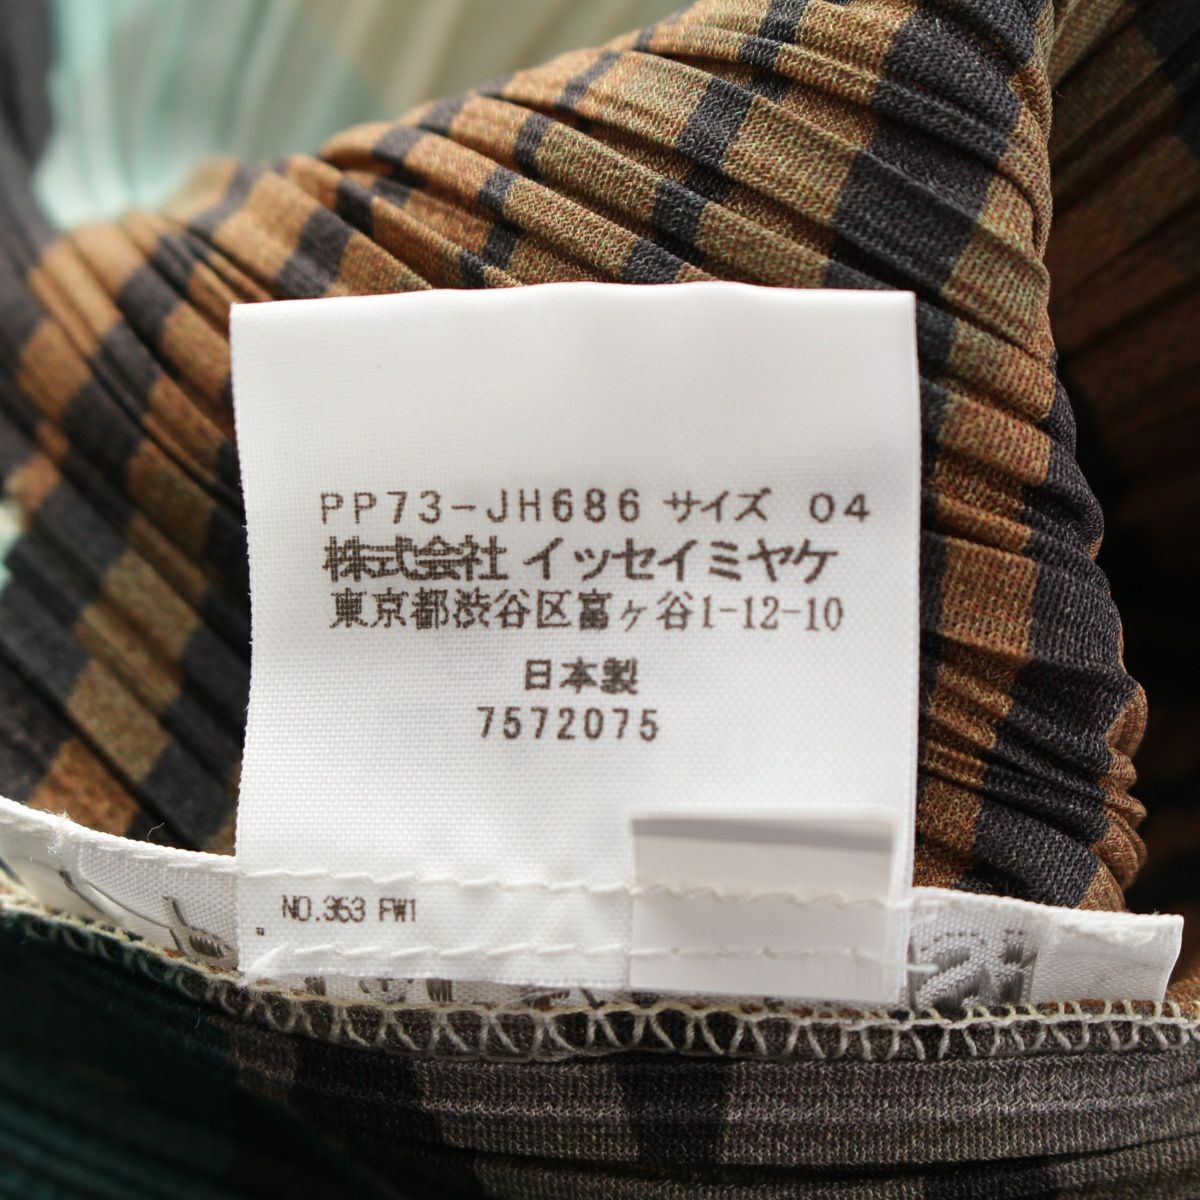 PP73-JH686 サイズ 04
株式会社 イッセイミヤケ
東京都渋谷区富ヶ谷1-12-10
日本製
7572075
NO.353 FW1